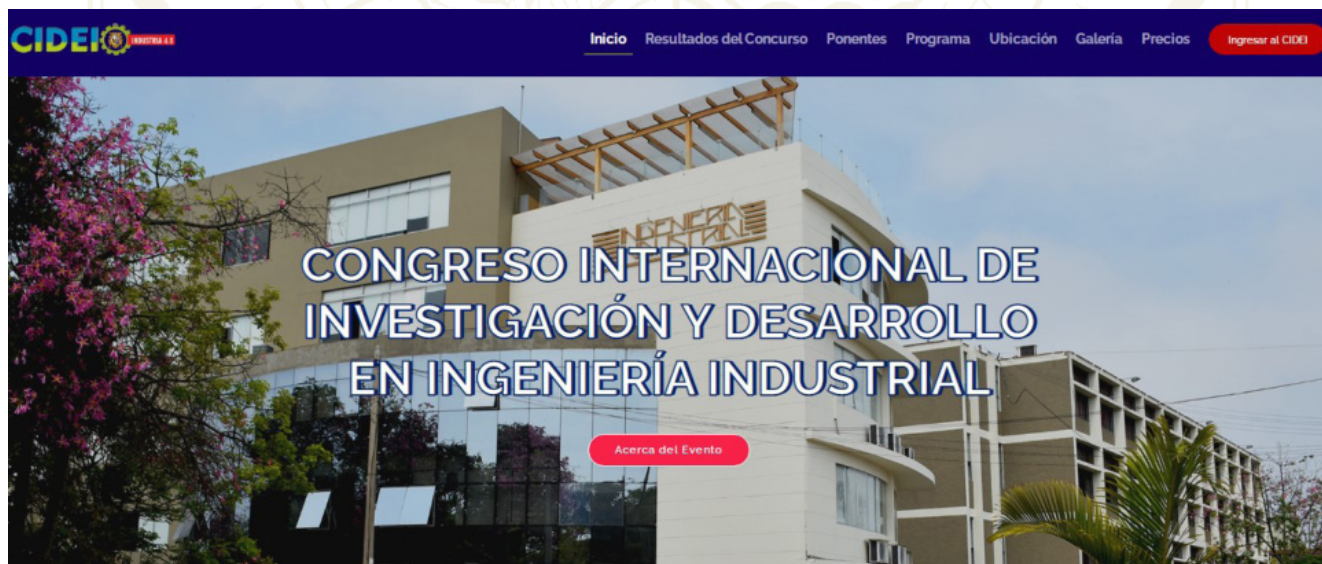 CIDEI INDUSTRIA 4.0
Inicio Resultados del Concurso Ponentes Programa Ubicación Galería Precios Ingresar al CIDEI
INGENIERIA
INDUSTRIAL
CONGRESO INTERNACIONAL DE
INVESTIGACIÓN Y DESARROLLO
EN INGENIERÍA INDUSTRIAL
Acerca del Evento